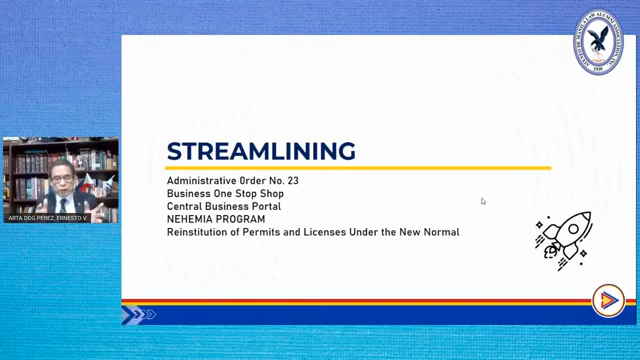 STREAMLINING
Administrative Order No. 23
Business One Stop Shop
Central Business Portal
NEHEMIA PROGRAM
Reinstitution of Permits and Licenses Under the New Normal
ARTA DDG PEREZ, ERNESTO V.